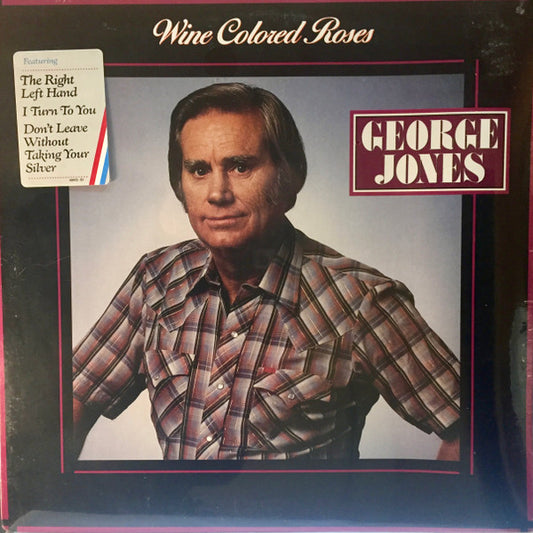 Wine Colored Roses
Featuring
The Right
Left Hand
I Turn To You
Don't Leave
Without
Taking Your
Silver
GEORGE
JONES